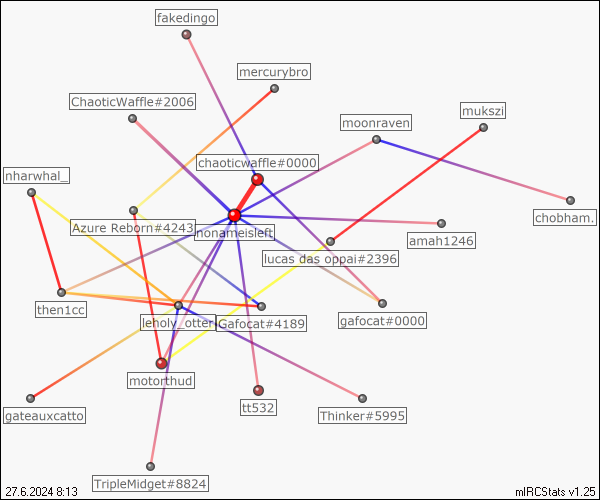 fakedingo
mercurybro
ChaoticWaffle#2006
mukszi
moonraven
chaoticwaffle#0000
nharwhal_
chobham.
Azure Reborn#4243
nonameisleft
amah1246
lucas das oppai#2396
then1cc
leholy_otter
Gafocat#4189
gafocat#0000
motorthud
tt532
gateauxcatto
Thinker#5995
TripleMidget#8824
27.6.2024 8:13
mIRCStats v1.25